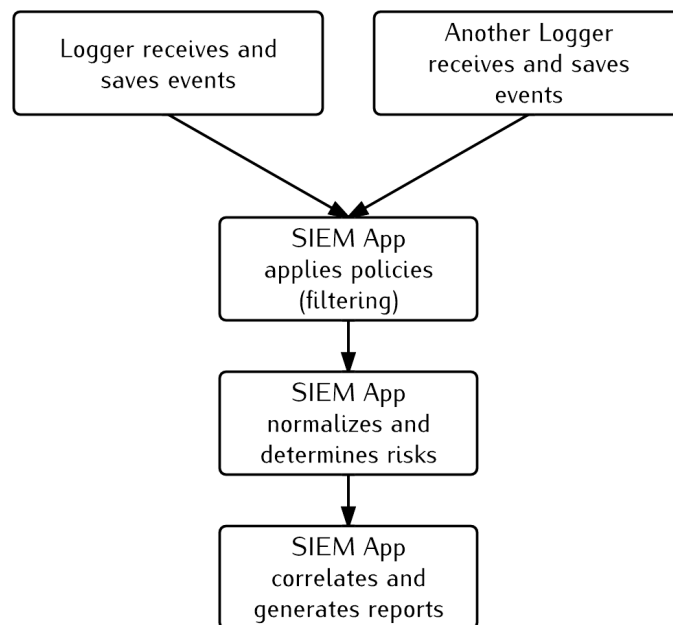 Logger receives and
saves events
Another Logger
receives and saves
events
SIEM App
applies policies
(filtering)
SIEM App
normalizes and
determines risks
SIEM App
correlates and
generates reports